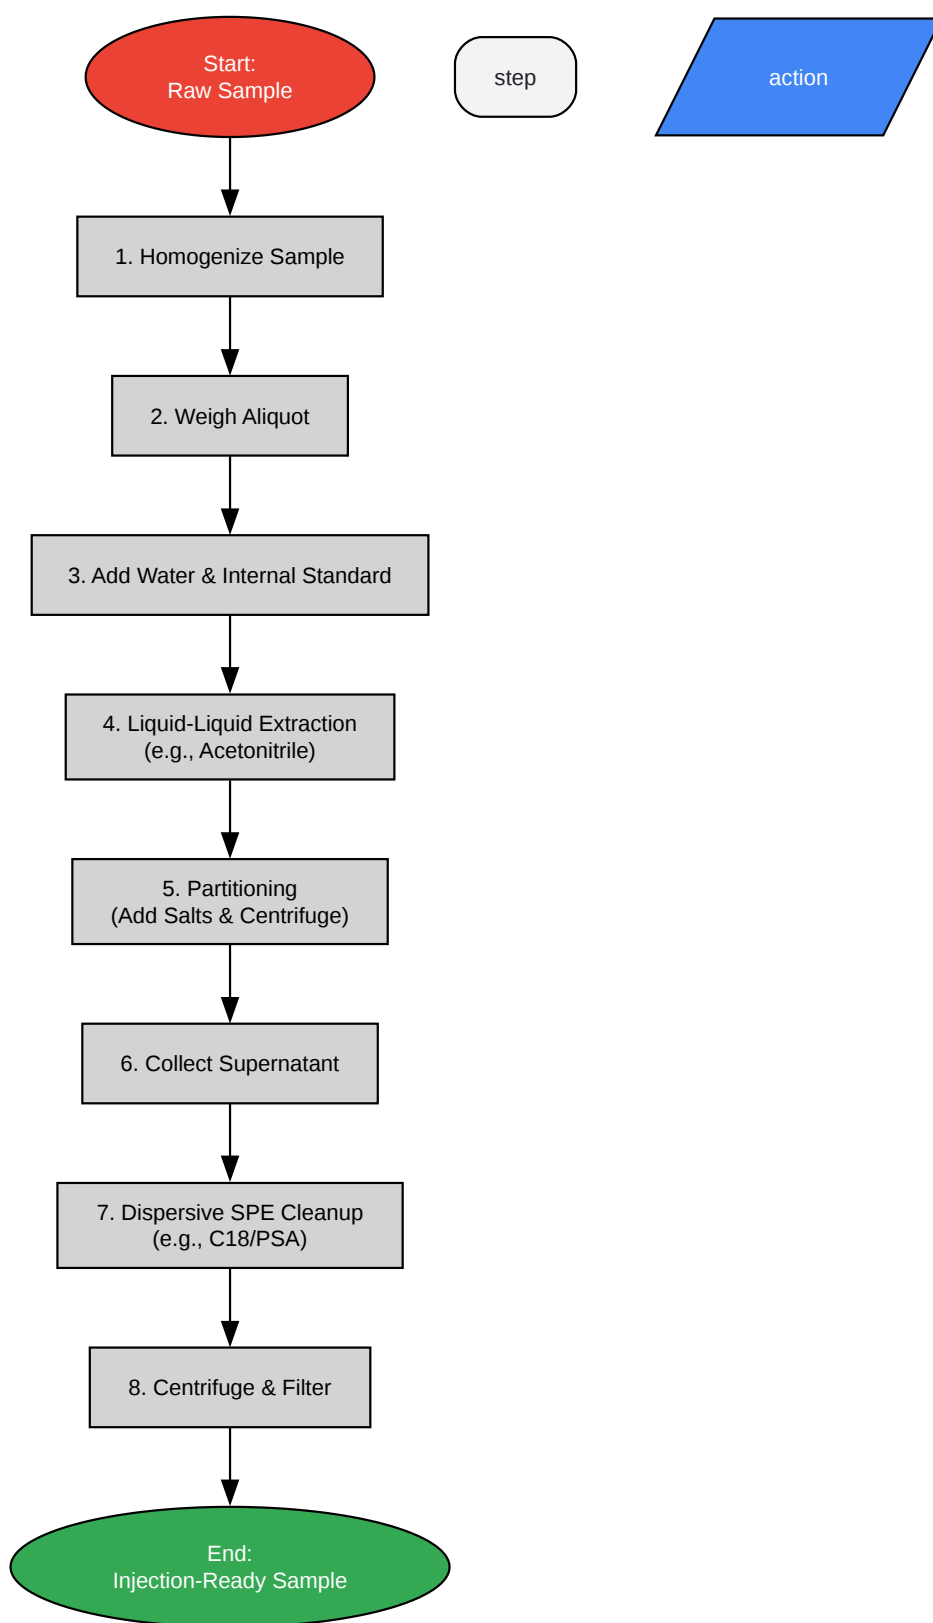 Start:
Raw Sample
step
action
1. Homogenize Sample
2. Weigh Aliquot
3. Add Water & Internal Standard
4. Liquid-Liquid Extraction
(e.g., Acetonitrile)
5. Partitioning
(Add Salts & Centrifuge)
6. Collect Supernatant
7. Dispersive SPE Cleanup
(e.g., C18/PSA)
8. Centrifuge & Filter
End:
Injection-Ready Sample